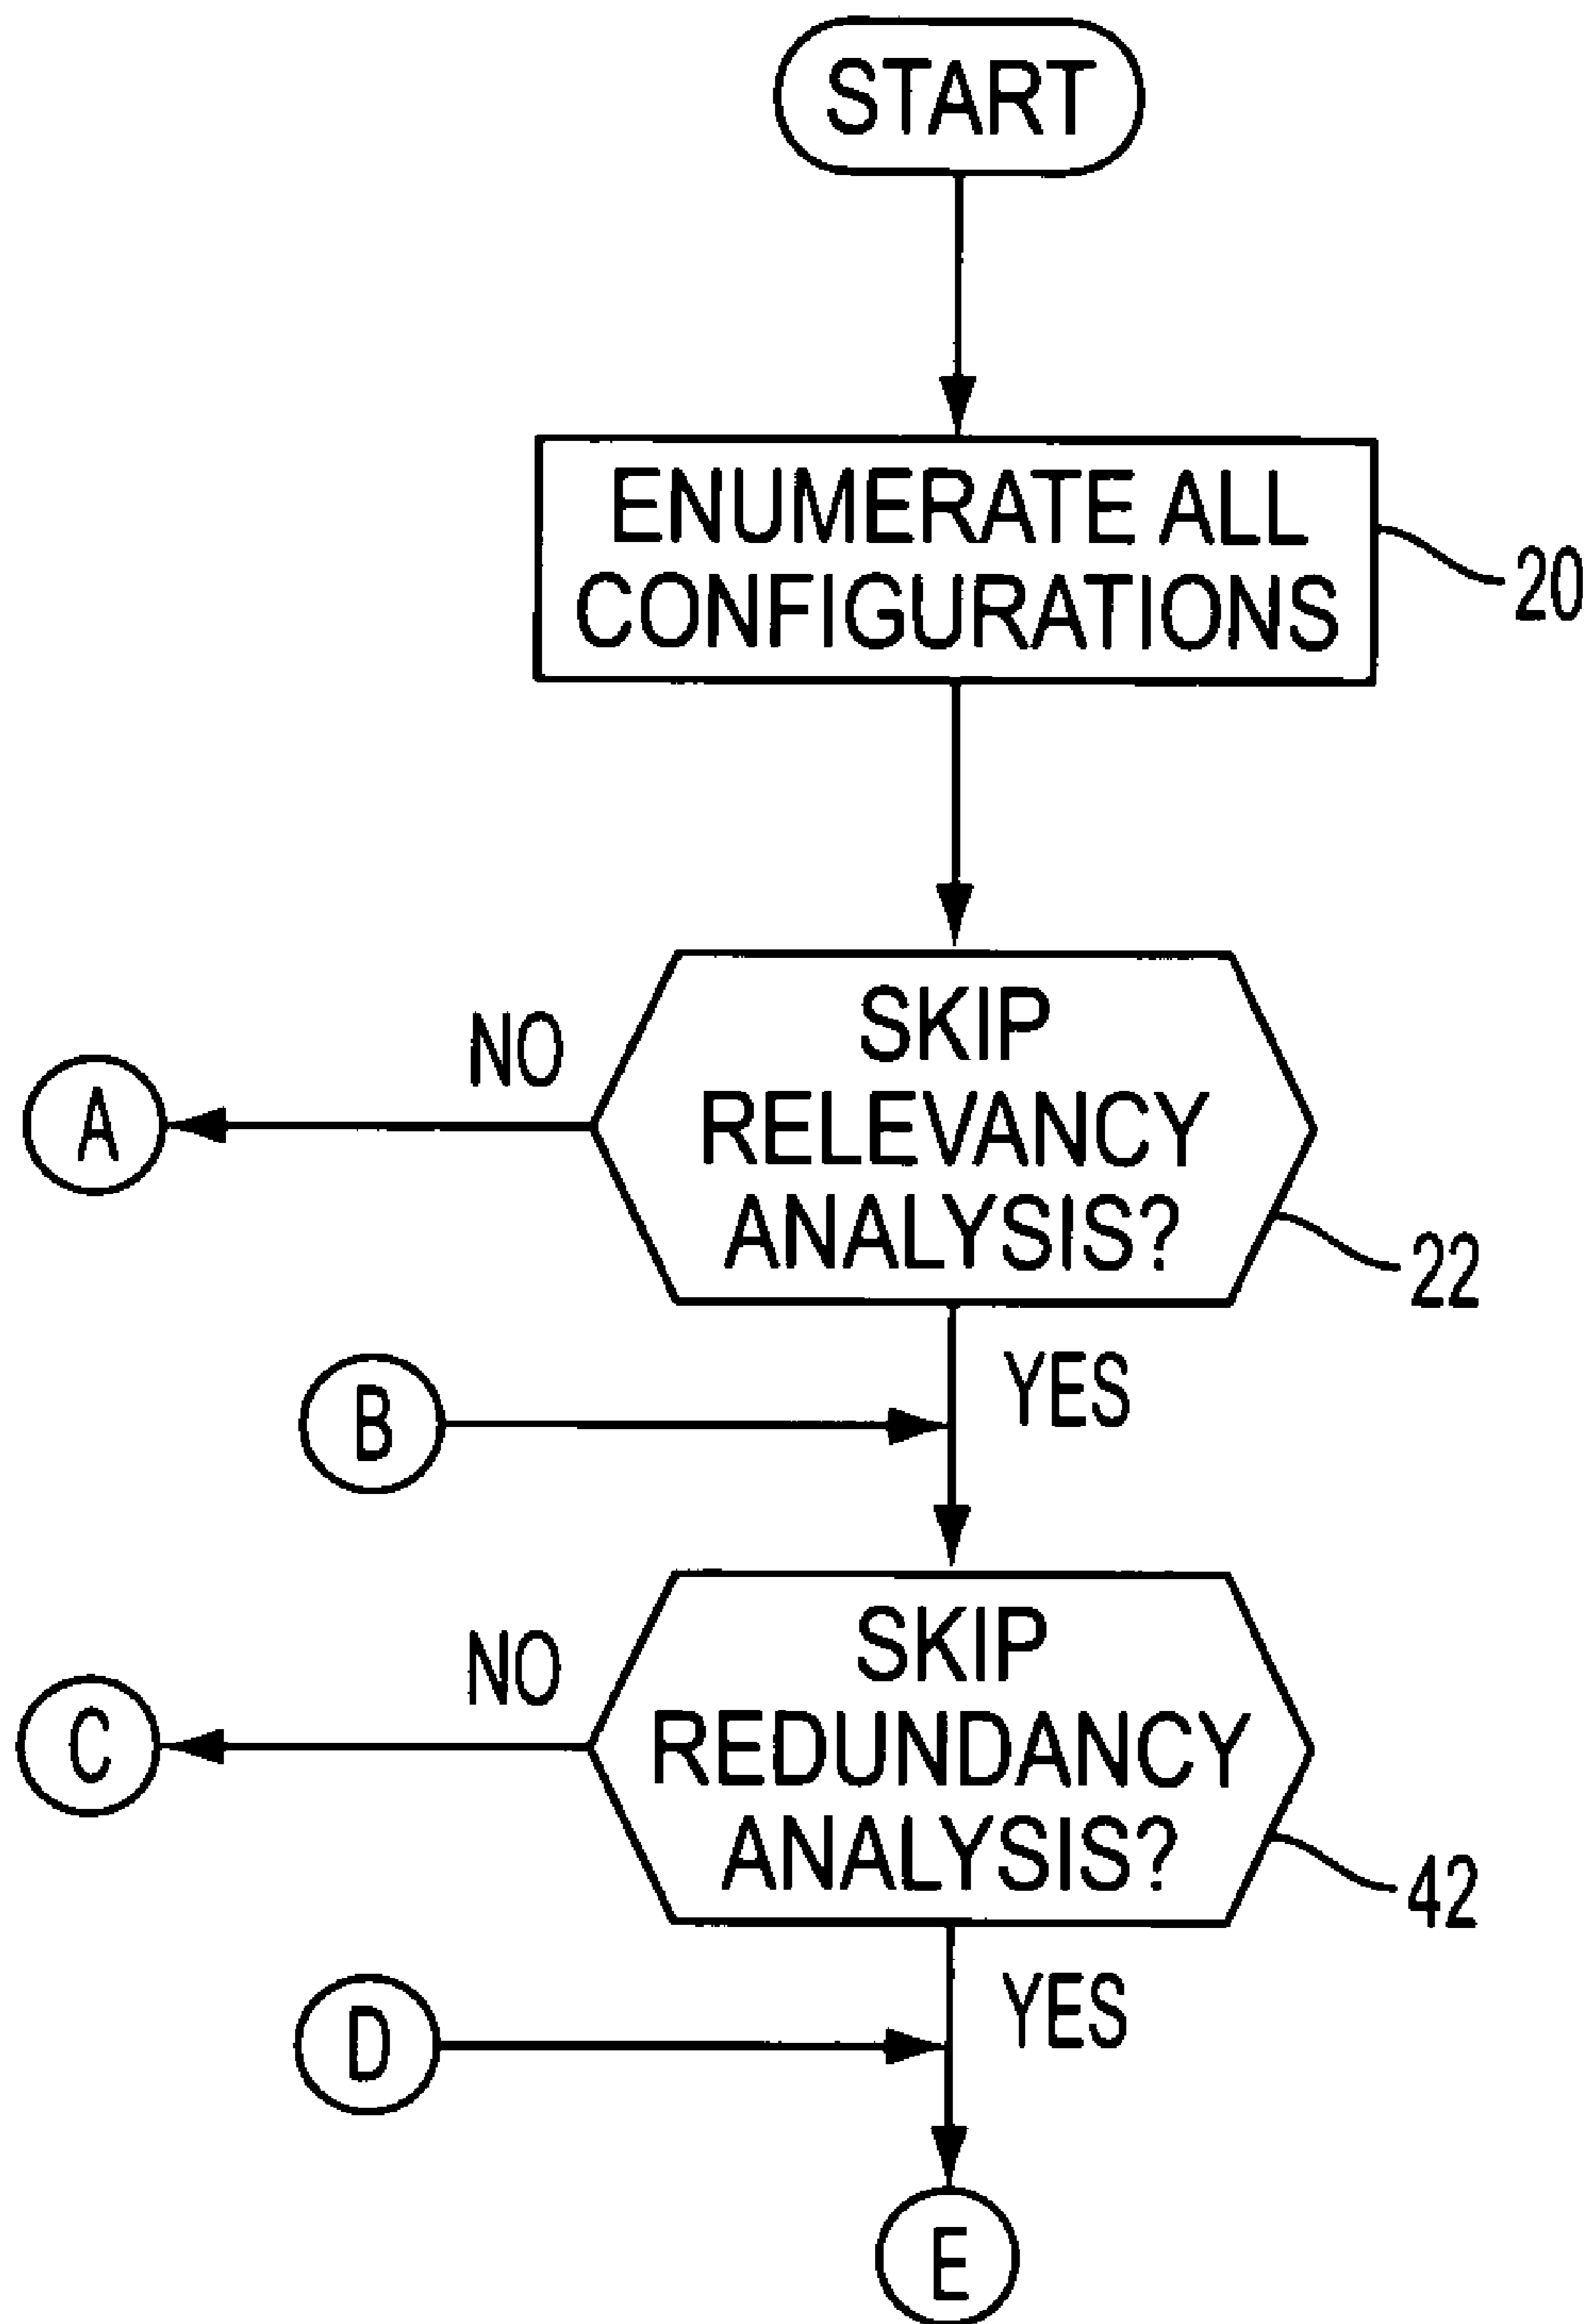 START
ENUMERATE ALL
CONFIGURATIONS
20
SKIP
RELEVANCY
ANALYSIS?
NO
A
22
YES
B
SKIP
REDUNDANCY
ANALYSIS?
NO
C
42
YES
D
E